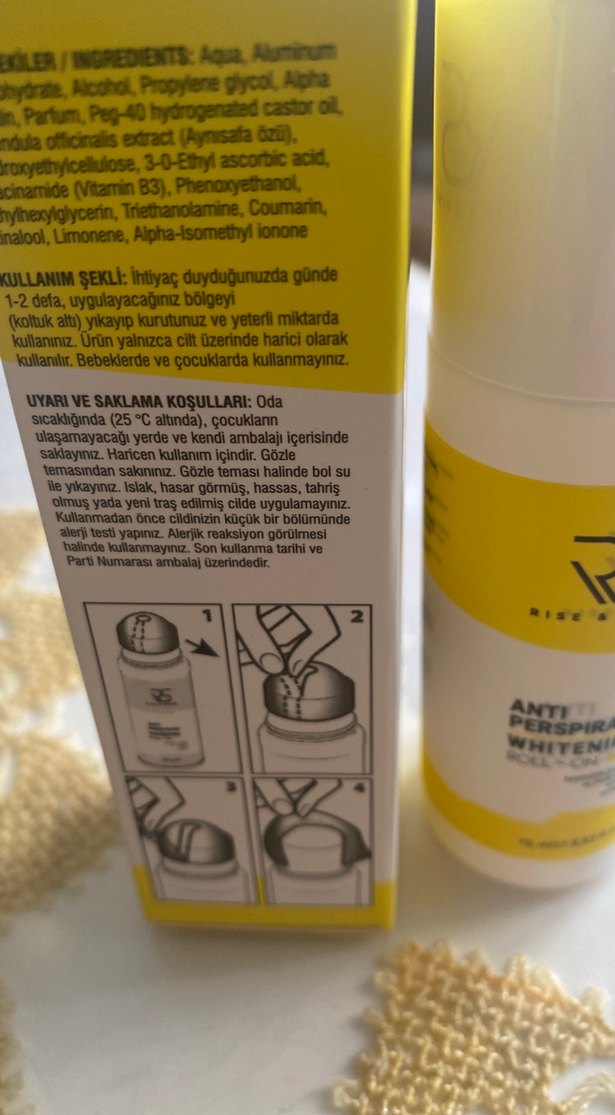 EKİLER / INGREDIENTS: Aqua, Aluminum
ohydrate, Alcohol, Propylene glycol, Alpha
in, Parfum, Peg-40 hydrogenated castor oil,
ndula officinalis extract (Aynısafa özü),
droxyethylcellulose, 3-0-Ethyl ascorbic acid,
acinamide (Vitamin B3), Phenoxyethanol,
hylhexylglycerin, Triethanolamine, Coumarin,
inalool, Limonene, Alpha-Isomethyl ionone
KULLANIM ŞEKLİ: İhtiyaç duyduğunuzda günde
1-2 defa, uygulayacağınız bölgeyi
(koltuk altı) yıkayıp kurutunuz ve yeterli miktarda
kullanınız. Ürün yalnızca cilt üzerinde harici olarak
kullanılır. Bebeklerde ve çocuklarda kullanmayınız.
UYARI VE SAKLAMA KOŞULLARI: Oda
sıcaklığında (25 °C altında), çocukların
ulaşamayacağı yerde ve kendi ambalajı içerisinde
saklayınız. Haricen kullanım içindir. Gözle
temasından sakınınız. Gözle teması halinde bol su
ile yıkayınız. Islak, hasar görmüş, hassas, tahriş
olmuş yada yeni traş edilmiş cilde uygulamayınız.
Kullanmadan önce cildinizin küçük bir bölümünde
alerji testi yapınız. Alerjik reaksiyon görülmesi
halinde kullanmayınız. Son kullanma tarihi ve
Parti Numarası ambalaj üzerindedir.
1
2
3
4
RS
RISE &
ANTI
PERSPIRA
WHITENI
ROLL - ON